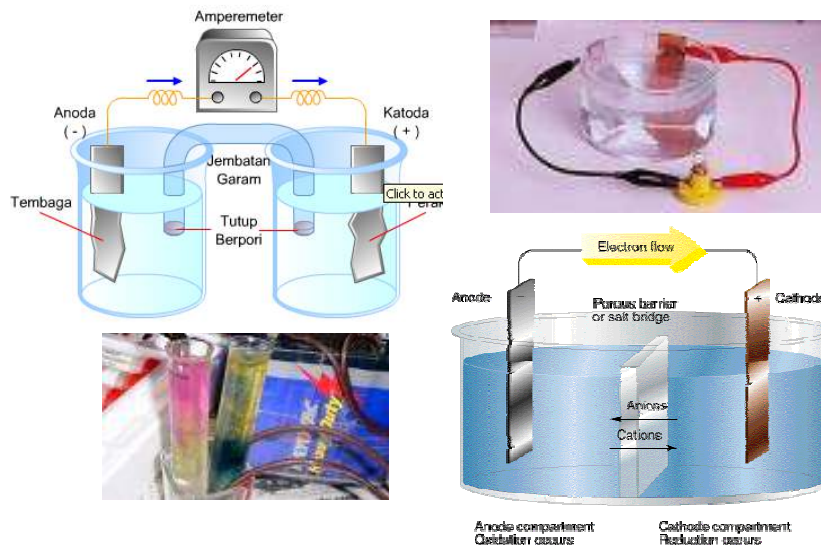 Amperemeter
Anoda
( - )
Katoda
( + )
Jembatan
Garam
Click to act
Tembaga
Tutup
Berpori
Electron flow
Anode
−
Porous barrier
or salt bridge
+
Cathode
Anions
Cations
Anode compartment
Oxidation occurs
Cathode compartment
Reduction occurs